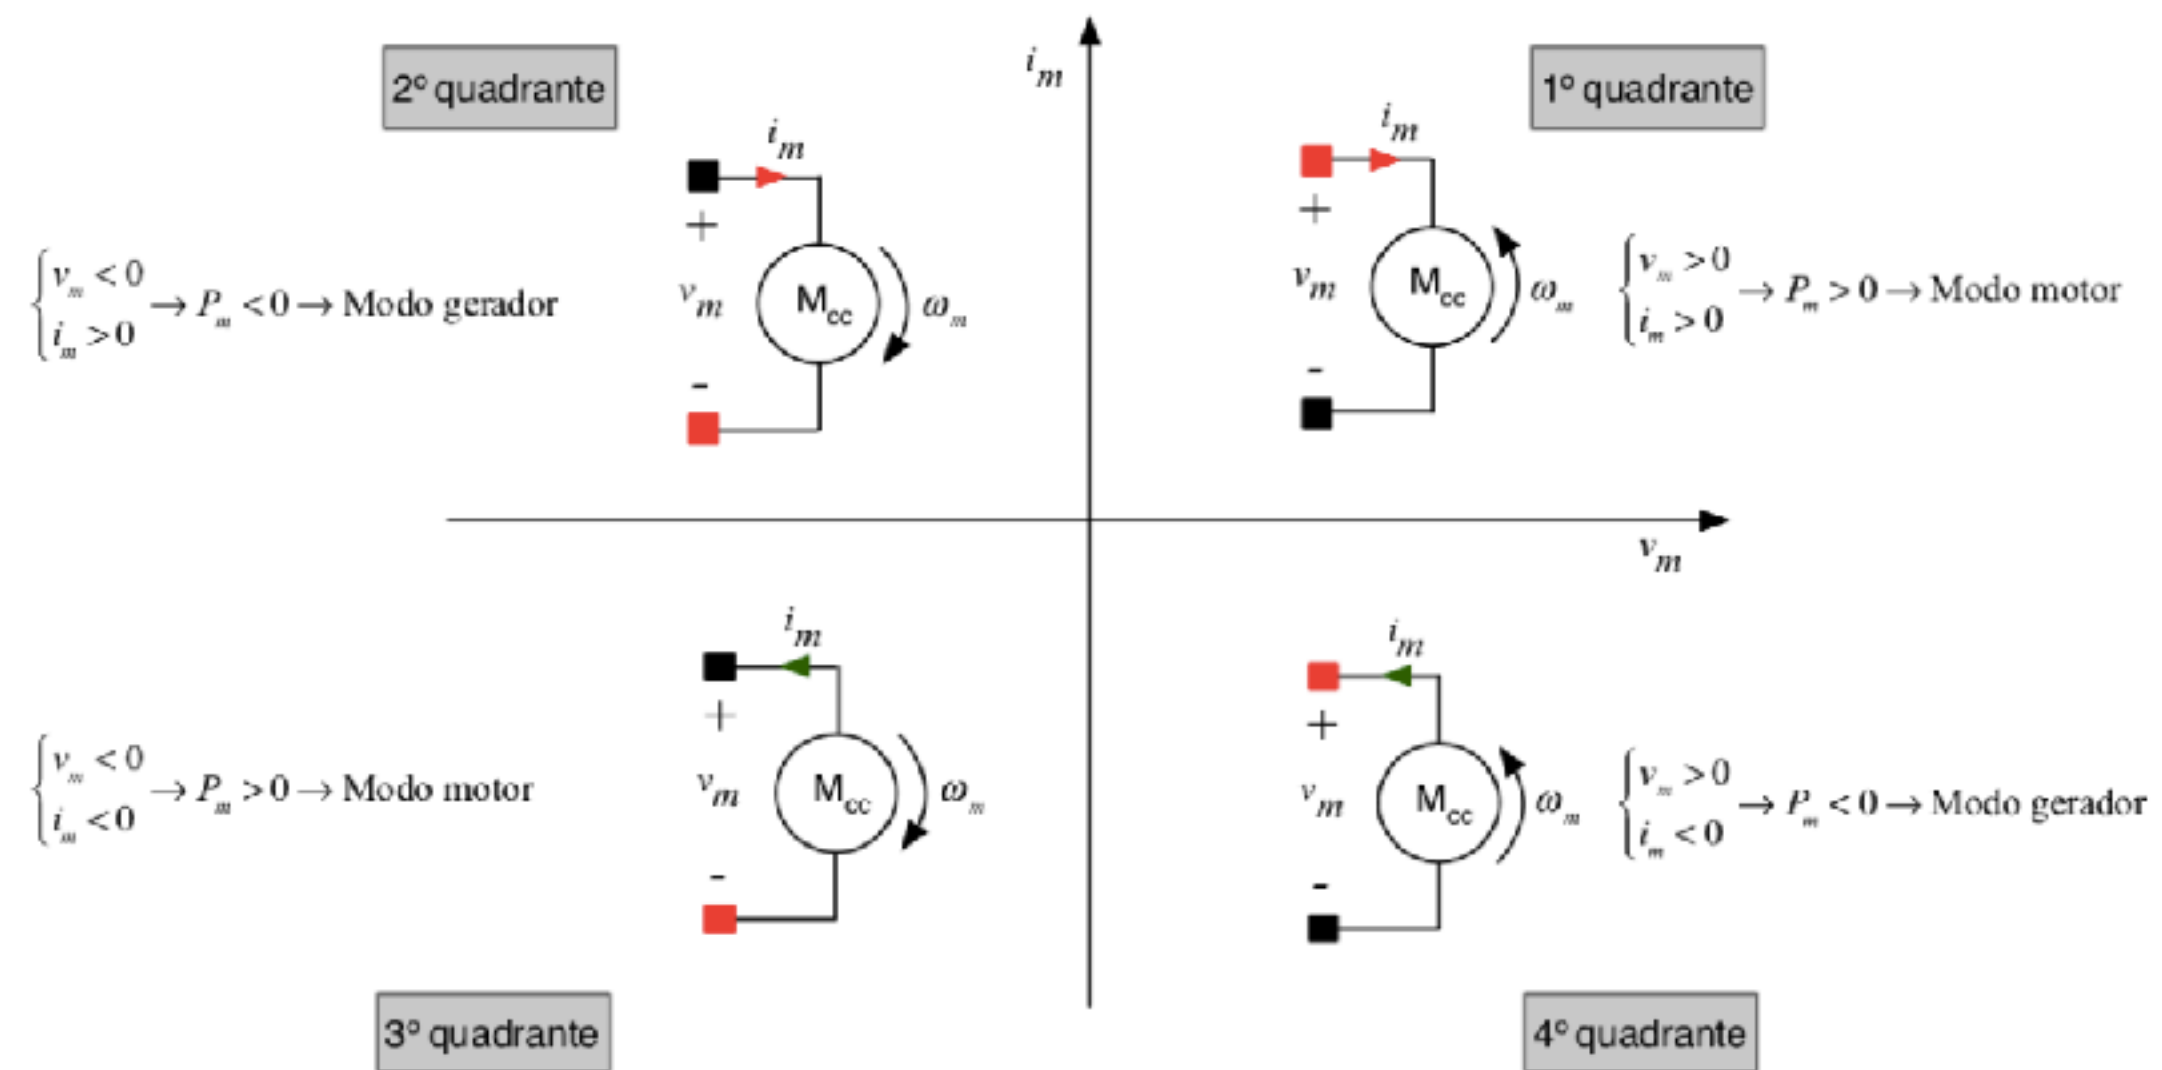 2º quadrante
1º quadrante
i_m
i_m
i_m
+
v_m
-
M_cc
ω_m
{ v_m < 0
i_m > 0 → P_m < 0 → Modo gerador
+
v_m
-
M_cc
ω_m
{ v_m > 0
i_m > 0 → P_m > 0 → Modo motor
v_m
i_m
i_m
+
v_m
-
M_cc
ω_m
{ v_m < 0
i_m < 0 → P_m > 0 → Modo motor
+
v_m
-
M_cc
ω_m
{ v_m > 0
i_m < 0 → P_m < 0 → Modo gerador
3º quadrante
4º quadrante